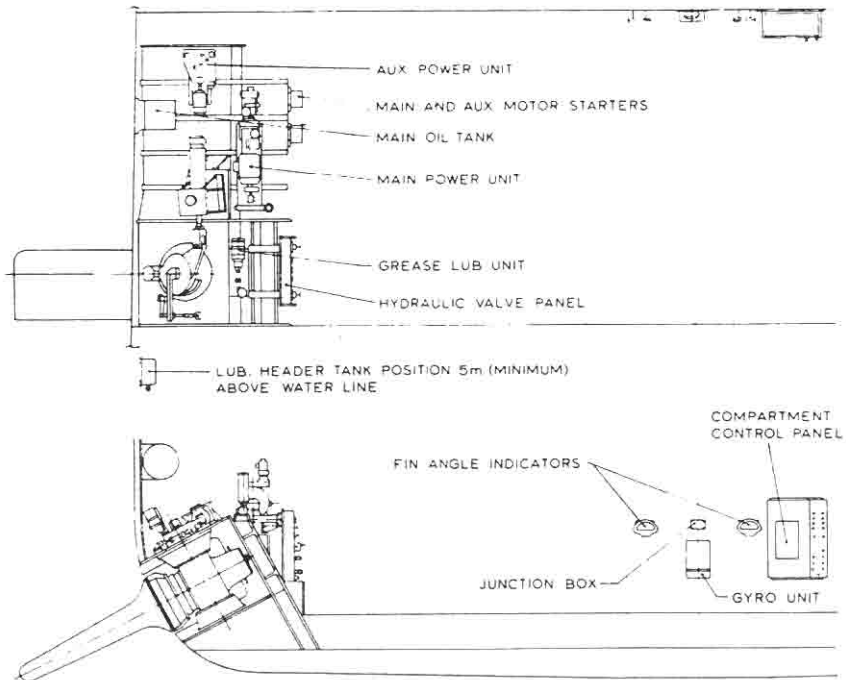 AUX POWER UNIT
MAIN AND AUX MOTOR STARTERS
MAIN OIL TANK
MAIN POWER UNIT
GREASE LUB UNIT
HYDRAULIC VALVE PANEL
LUB. HEADER TANK POSITION 5m (MINIMUM)
ABOVE WATER LINE
COMPARTMENT
CONTROL PANEL
FIN ANGLE INDICATORS
JUNCTION BOX
GYRO UNIT